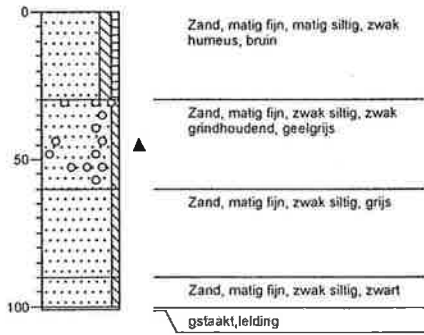 0
Zand, matig fijn, matig siltig, zwak
humeus, bruin
Zand, matig fijn, zwak siltig, zwak
grindhoudend, geelgrijs
50
Zand, matig fijn, zwak siltig, grijs
Zand, matig fijn, zwak siltig, zwart
100
gstaakt,leiding